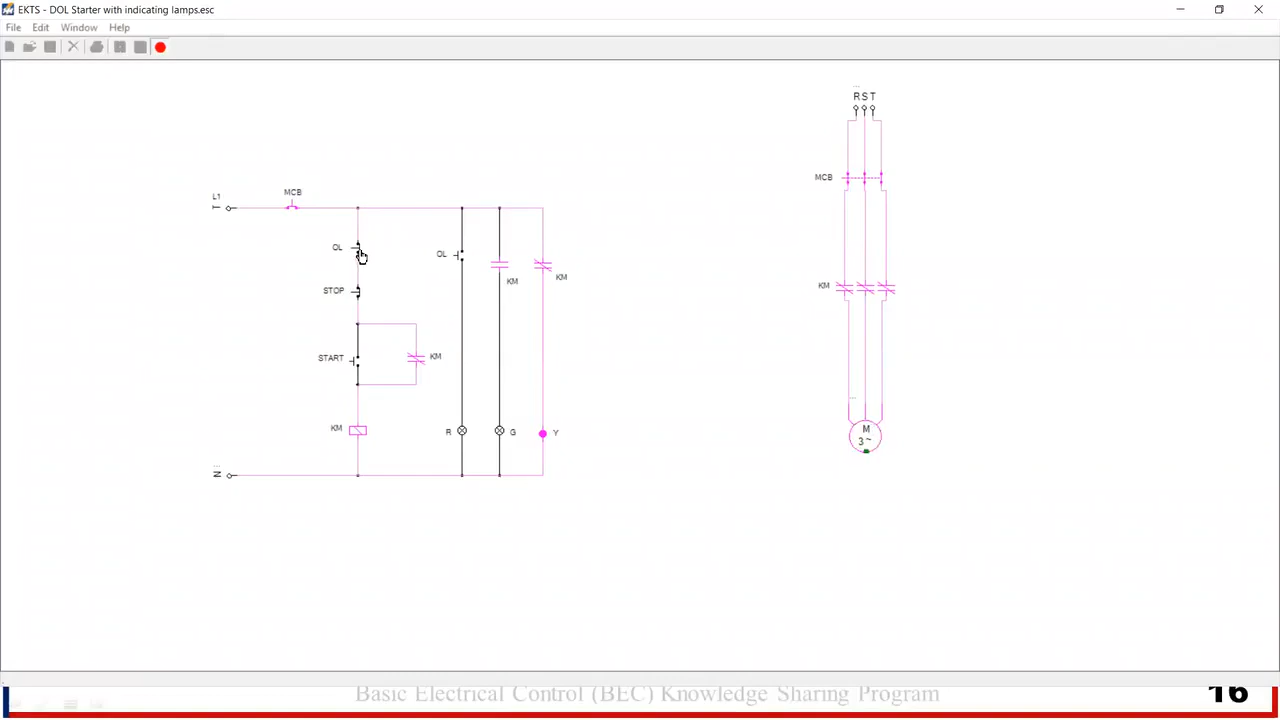 EKTS - DOL Starter with indicating lamps.esc
File Edit Window Help
R S T
MCB
L1
MCB
OL
OL
KM
KM
STOP
KM
START
KM
KM
R
G
Y
M
3 ~
N
Basic Electrical Control (BEC) Knowledge Sharing Program
16